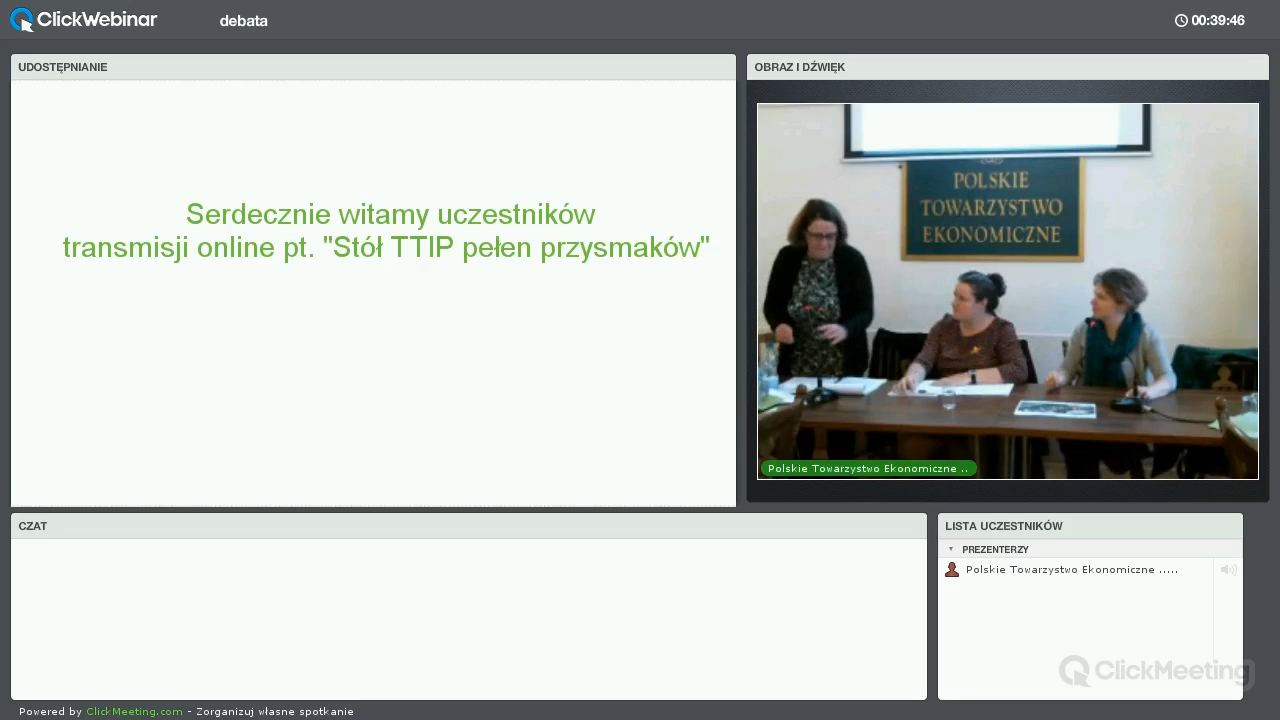 ClickWebinar
debata
00:39:46
UDOSTĘPNIANIE
Serdecznie witamy uczestników
transmisji online pt. "Stół TTIP pełen przysmaków"
OBRAZ I DŹWIĘK
POLSKIE
TOWARZYSTWO
EKONOMICZNE
Polskie Towarzystwo Ekonomiczne ..
CZAT
LISTA UCZESTNIKÓW
PREZENTERZY
Polskie Towarzystwo Ekonomiczne .....
ClickMeeting
Powered by ClickMeeting.com - Zorganizuj własne spotkanie